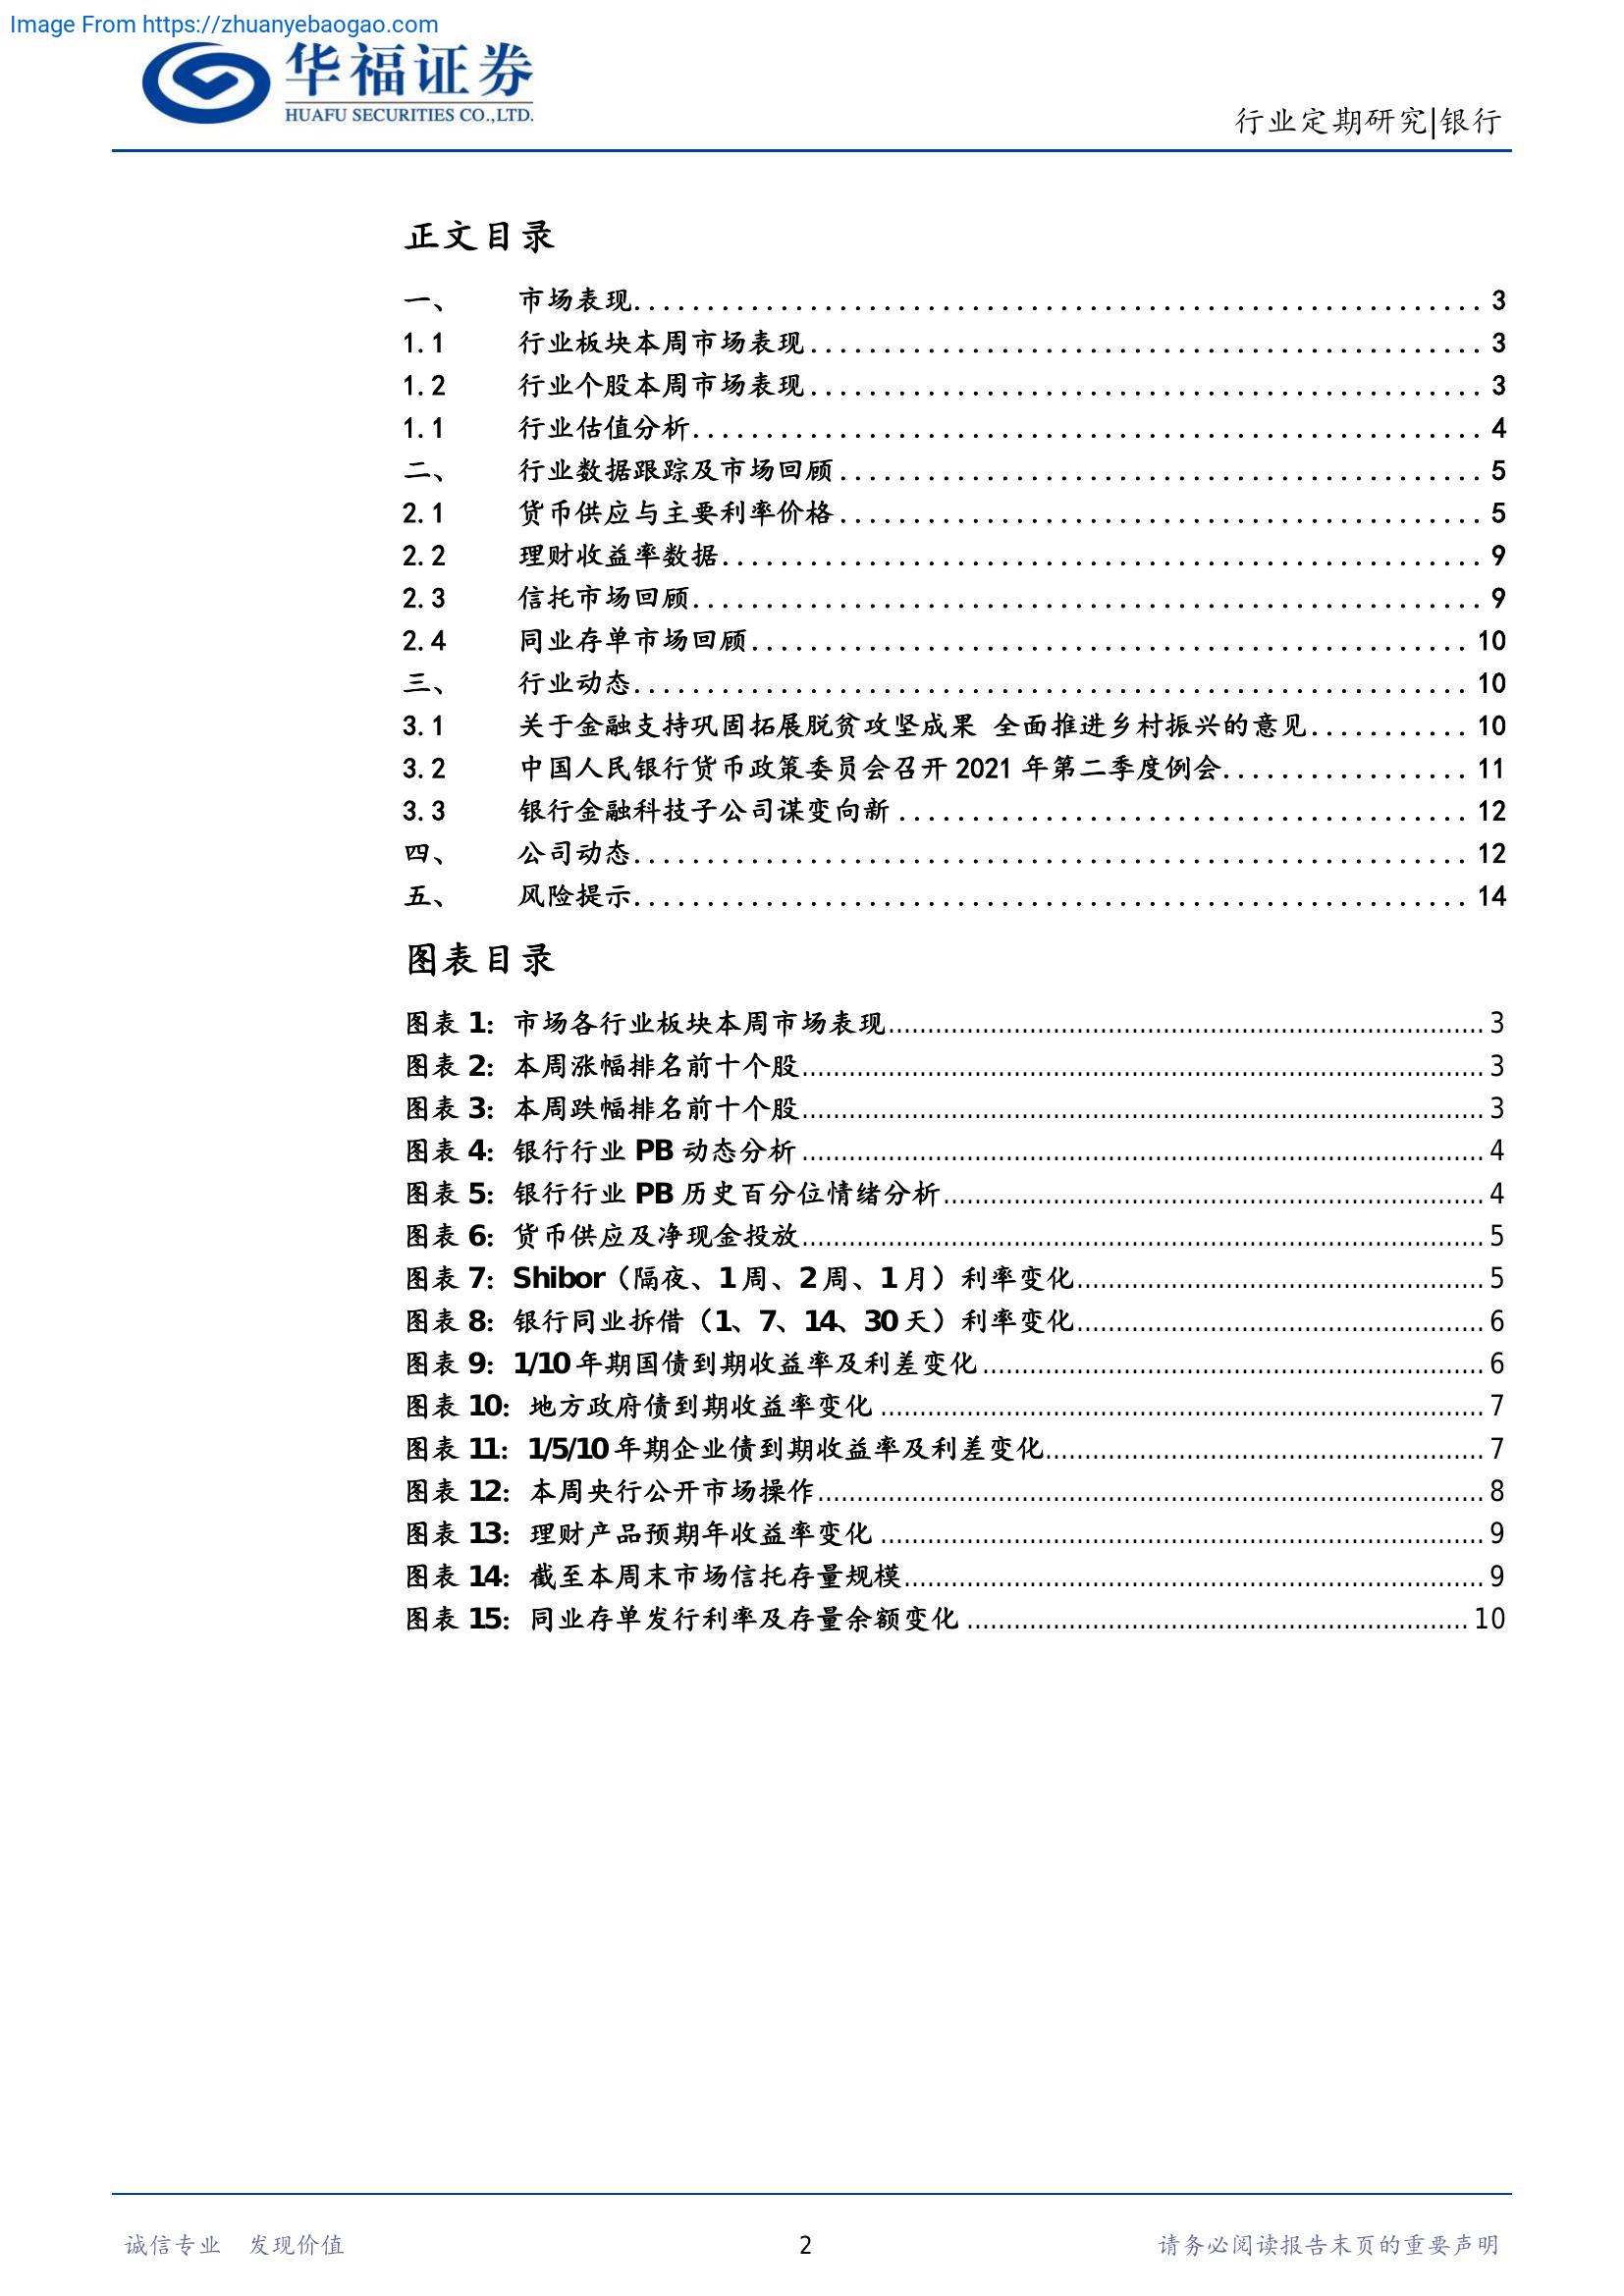 Image From https://zhuanyebaogao.com
华福证券
HUAFU SECURITIES CO.,LTD.
行业定期研究|银行
正文目录
一、 市场表现 3
1.1 行业板块本周市场表现 3
1.2 行业个股本周市场表现 3
1.1 行业估值分析 4
二、 行业数据跟踪及市场回顾 5
2.1 货币供应与主要利率价格 5
2.2 理财收益率数据 9
2.3 信托市场回顾 9
2.4 同业存单市场回顾 10
三、 行业动态 10
3.1 关于金融支持巩固拓展脱贫攻坚成果 全面推进乡村振兴的意见 10
3.2 中国人民银行货币政策委员会召开 2021 年第二季度例会 11
3.3 银行金融科技子公司谋变向新 12
四、 公司动态 12
五、 风险提示 14
图表目录
图表 1: 市场各行业板块本周市场表现 3
图表 2: 本周涨幅排名前十个股 3
图表 3: 本周跌幅排名前十个股 3
图表 4: 银行行业 PB 动态分析 4
图表 5: 银行行业 PB 历史百分位情绪分析 4
图表 6: 货币供应及净现金投放 5
图表 7: Shibor（隔夜、1 周、2 周、1 月）利率变化 5
图表 8: 银行同业拆借（1、7、14、30 天）利率变化 6
图表 9: 1/10 年期国债到期收益率及利差变化 6
图表 10: 地方政府债到期收益率变化 7
图表 11: 1/5/10 年期企业债到期收益率及利差变化 7
图表 12: 本周央行公开市场操作 8
图表 13: 理财产品预期年收益率变化 9
图表 14: 截至本周末市场信托存量规模 9
图表 15: 同业存单发行利率及存量余额变化 10
诚信专业 发现价值 2 请务必阅读报告末页的重要声明